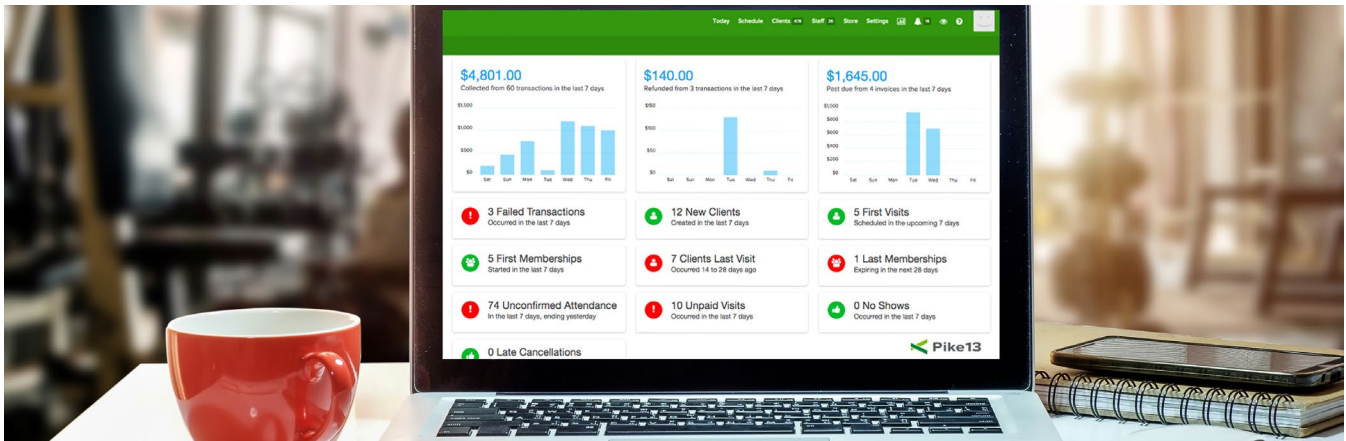 Today Schedule Clients 478 Staff 26 Store Settings
$4,801.00
Collected from 60 transactions in the last 7 days
$1,500
$1,000
$500
$0
Sat Sun Mon Tue Wed Thu Fri
$140.00
Refunded from 3 transactions in the last 7 days
$150
$100
$50
$0
Sat Sun Mon Tue Wed Thu Fri
$1,645.00
Past due from 4 invoices in the last 7 days
$1,000
$800
$600
$400
$200
$0
Sat Sun Mon Tue Wed Thu Fri
3 Failed Transactions
Occurred in the last 7 days
12 New Clients
Created in the last 7 days
5 First Visits
Scheduled in the upcoming 7 days
5 First Memberships
Started in the last 7 days
7 Clients Last Visit
Occurred 14 to 28 days ago
1 Last Memberships
Expiring in the next 28 days
74 Unconfirmed Attendance
In the last 7 days, ending yesterday
10 Unpaid Visits
Occurred in the last 7 days
0 No Shows
Occurred in the last 7 days
0 Late Cancellations
Pike13